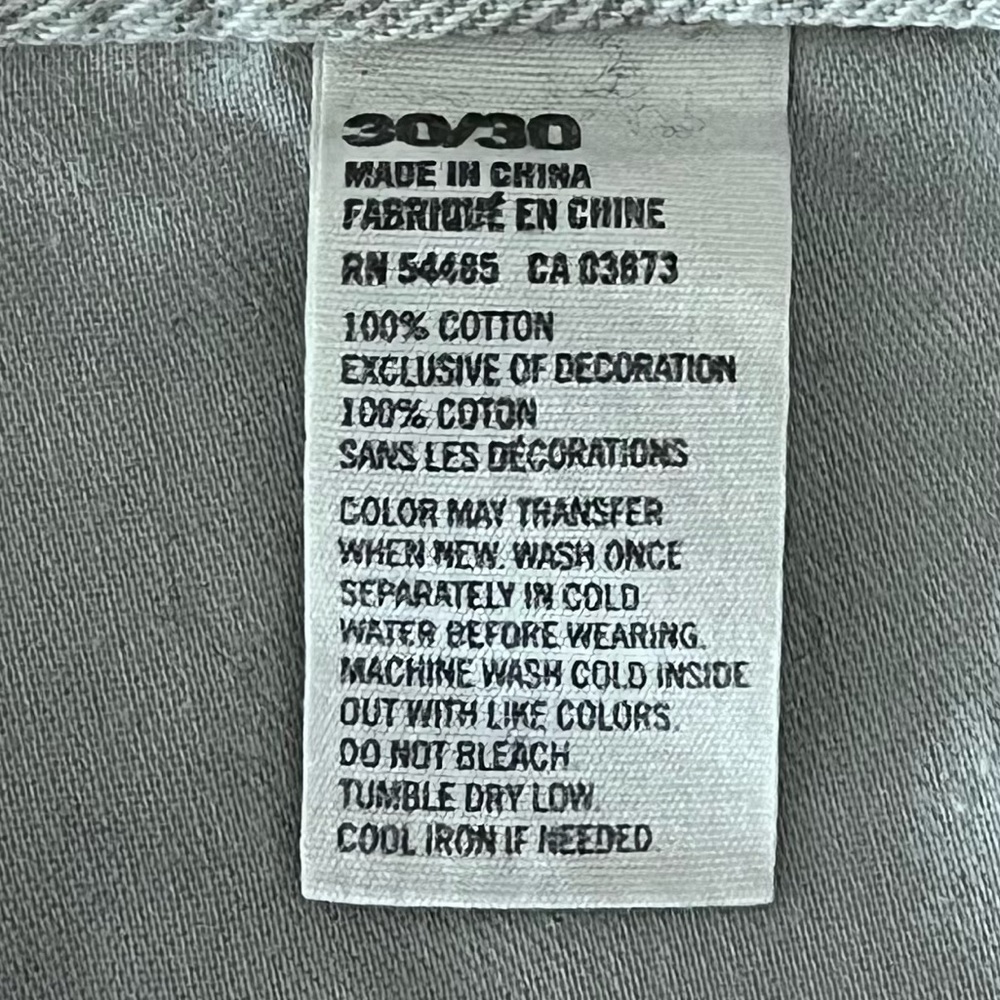 30/30
MADE IN CHINA
FABRIQUÉ EN CHINE
RN 54485 CA 03673
100% COTTON
EXCLUSIVE OF DECORATION
100% COTON
SANS LES DÉCORATIONS
COLOR MAY TRANSFER
WHEN NEW. WASH ONCE
SEPARATELY IN COLD
WATER BEFORE WEARING.
MACHINE WASH COLD INSIDE
OUT WITH LIKE COLORS.
DO NOT BLEACH
TUMBLE DRY LOW
COOL IRON IF NEEDED